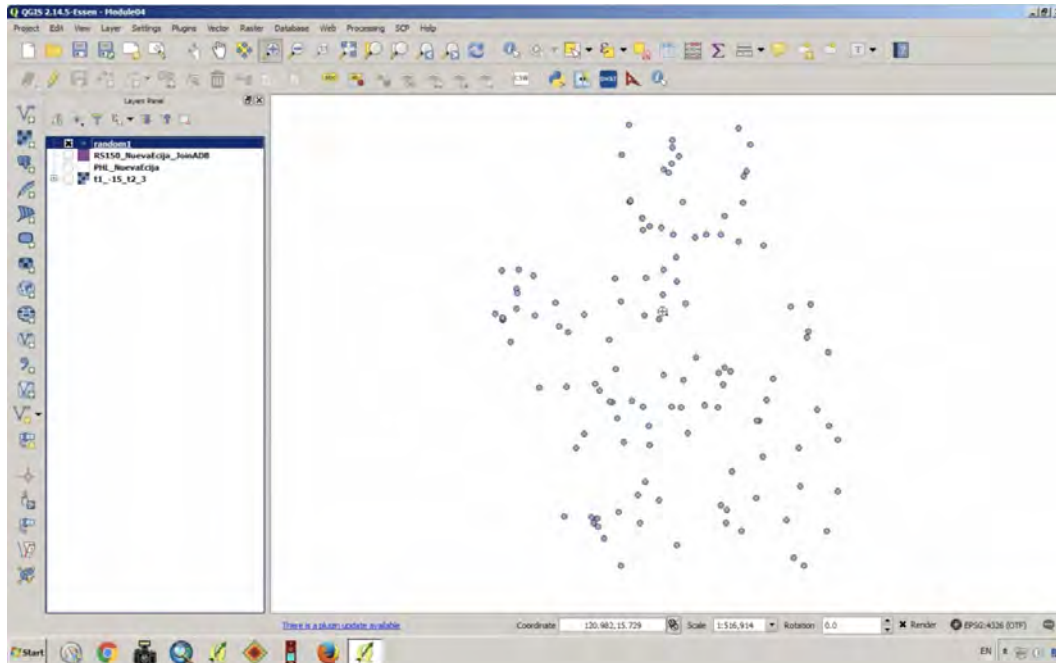 QGIS 2.14.5-Essen - Module04
Project Edit View Layer Settings Plugins Vector Raster Database Web Processing SCP Help
Layers Panel
random1
RS150_NuevaEcija_JoinADB
PHL_NuevaEcija
t1_-15_t2_3
There is a plugin update available
Coordinate 120.982,15.729 Scale 1:516,914 Rotation 0.0 Render EPSG:4326 (OTF)
Start EN